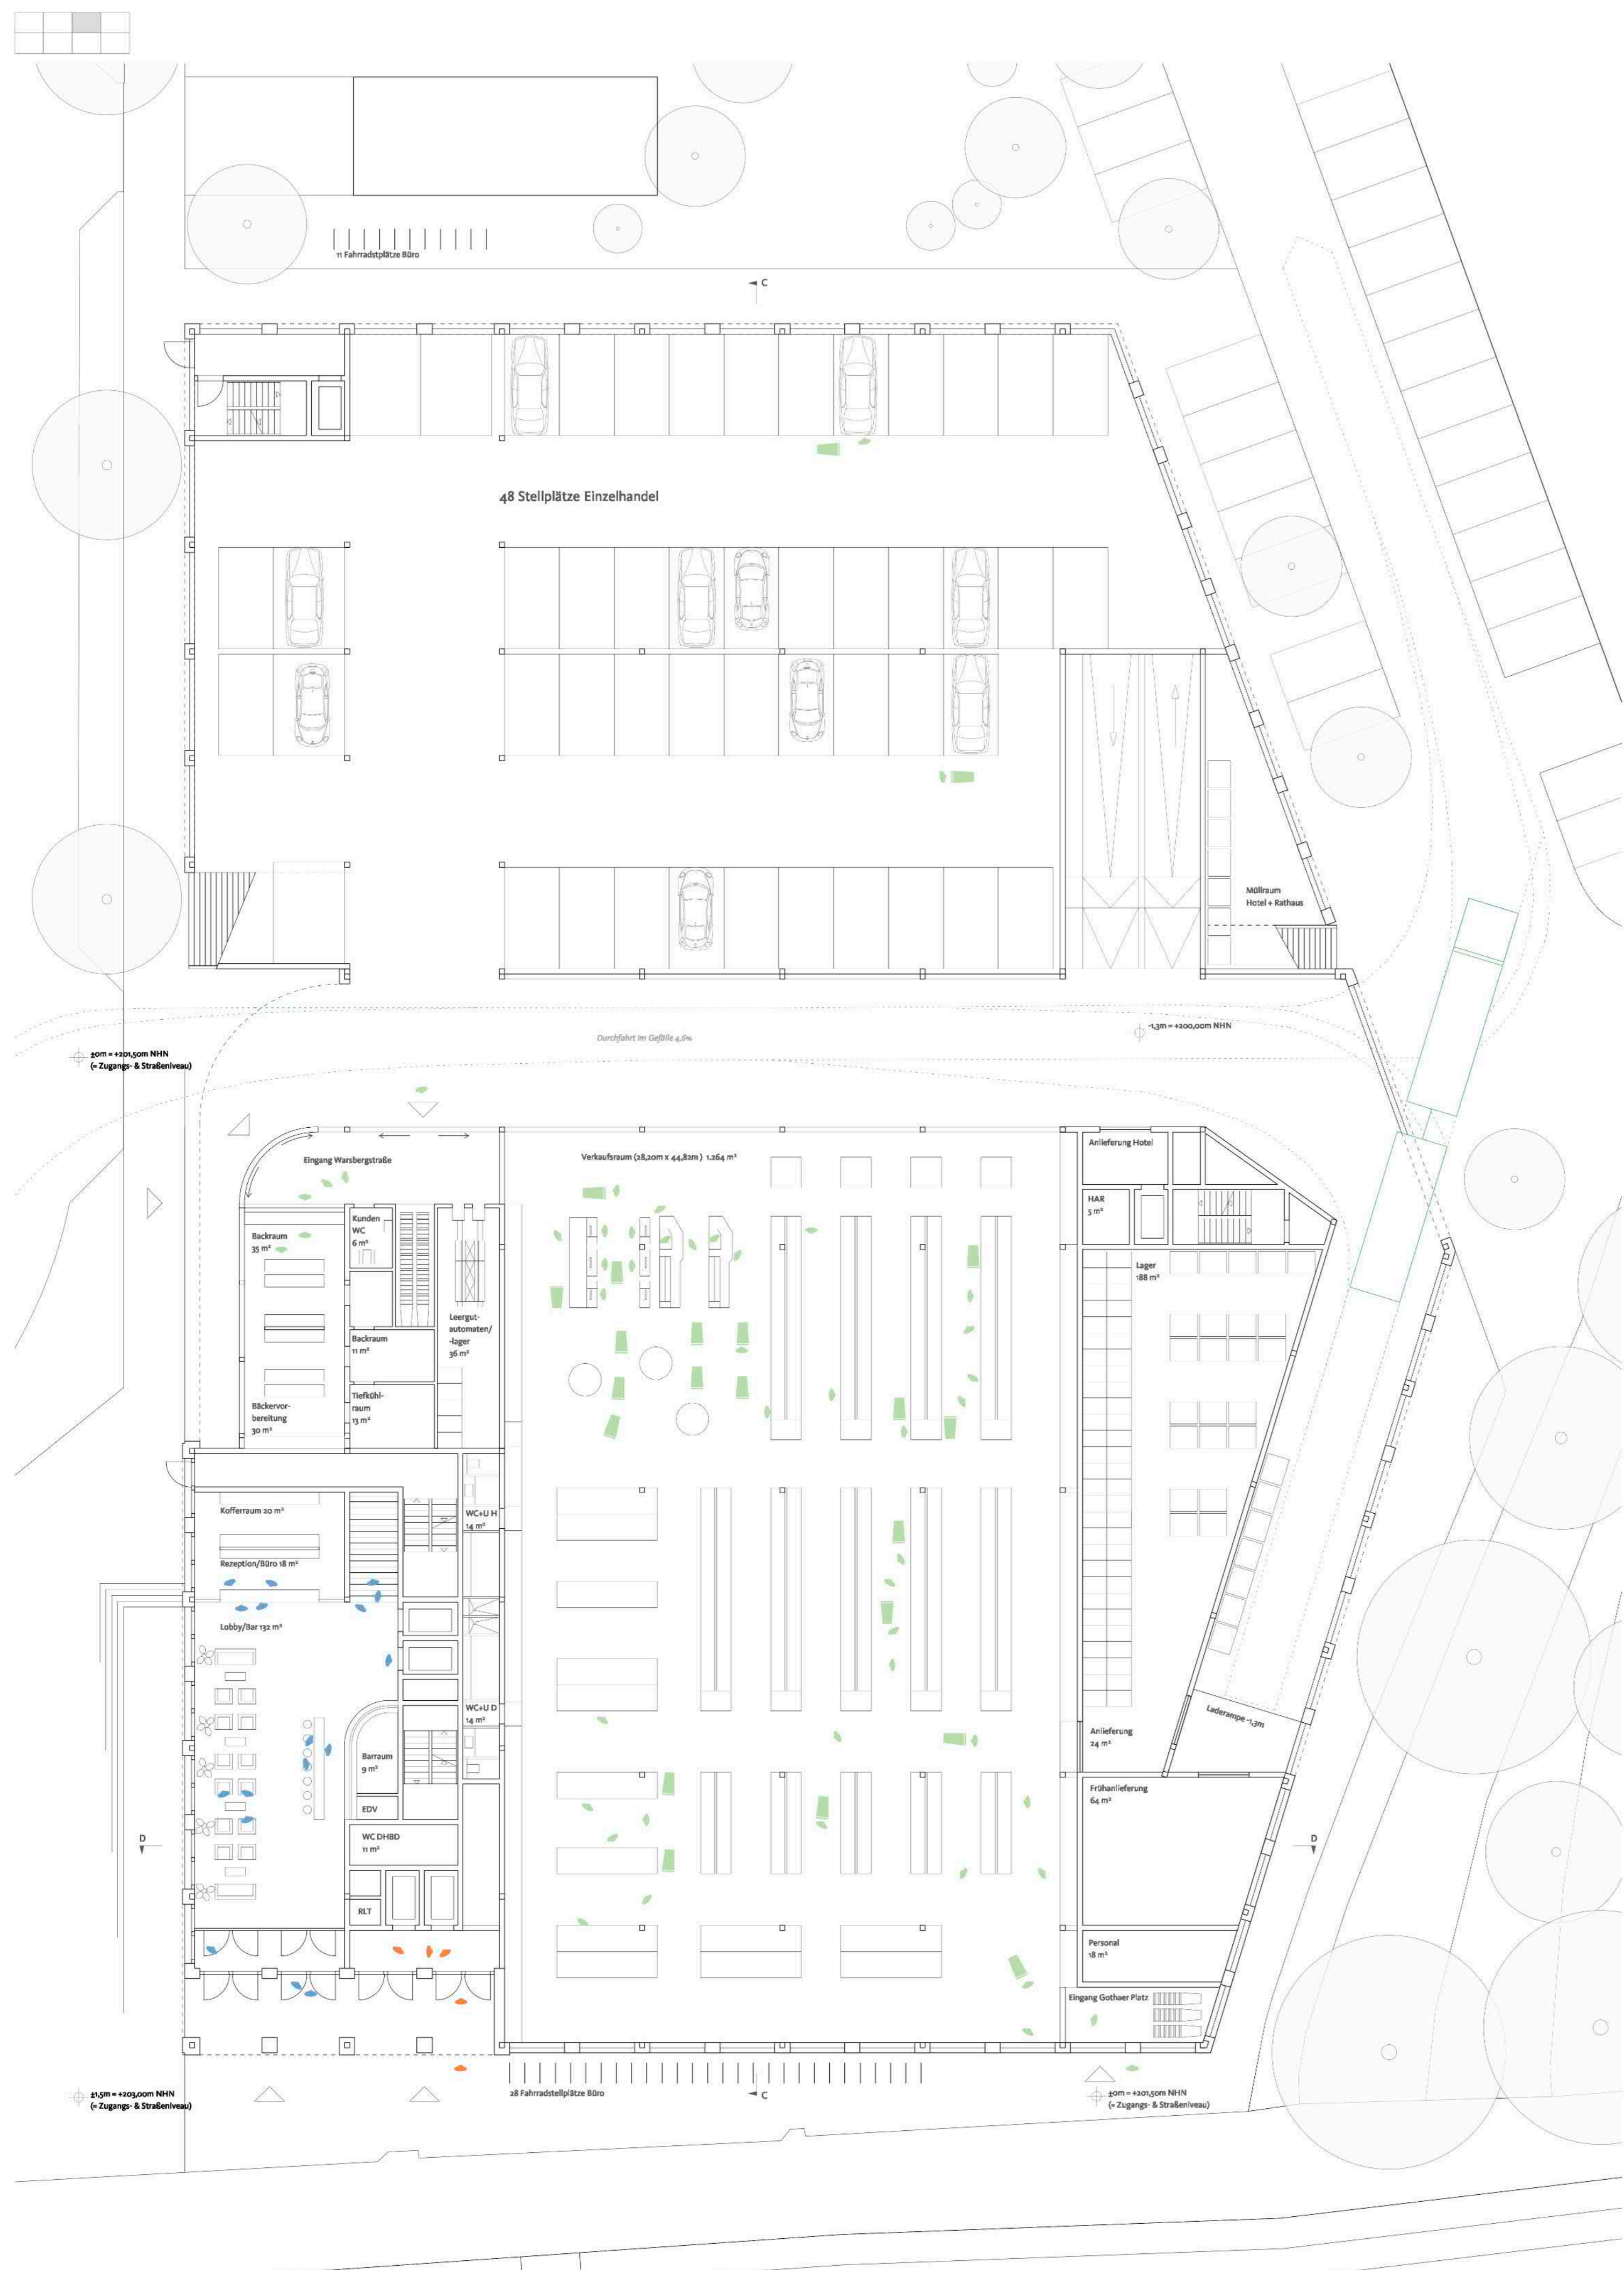 11 Fahrradstplätze Büro
C
48 Stellplätze Einzelhandel
Müllraum
Hotel + Rathaus
-1,3m = +200,00m NHN
Durchfahrt im Gefälle 4,6%
±0m = +201,50m NHN
(= Zugangs- & Straßeniveau)
Eingang Warsbergstraße
Verkaufsraum (28,20m x 44,82m ) 1.264 m²
Anlieferung Hotel
HAR
5 m²
Kunden
WC
6 m²
Backraum
35 m²
Lager
188 m²
Leergut-
automaten/
-lager
36 m²
Backraum
11 m²
Tiefkühl-
raum
13 m²
Bäckervor-
bereitung
30 m²
Kofferraum 20 m²
WC+U H
14 m²
Rezeption/Büro 18 m²
Lobby/Bar 132 m²
WC+U D
14 m²
Laderampe -1,3m
Anlieferung
24 m²
Barraum
9 m²
Frühanlieferung
64 m²
EDV
WC DHBD
11 m²
D
D
RLT
Personal
18 m²
Eingang Gothaer Platz
±1,5m = +203,00m NHN
(= Zugangs- & Straßeniveau)
28 Fahrradstellplätze Büro
C
±0m = +201,50m NHN
(= Zugangs- & Straßeniveau)